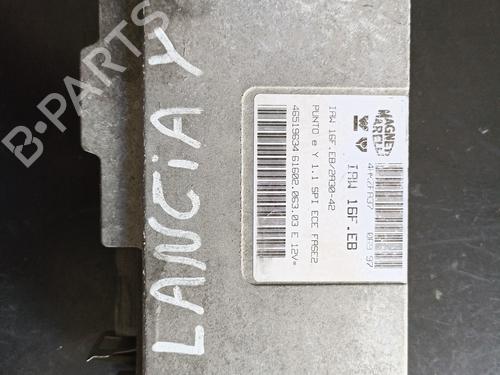 LANCIA Y
MAGNETI
MARELLI
IAW 16F.EB
IAW 16F.EB/2A30-42
PUNTO e Y 1.1 SPI ECE FASE2
46519634 61602.063.03 E 12V=
B-PARTS